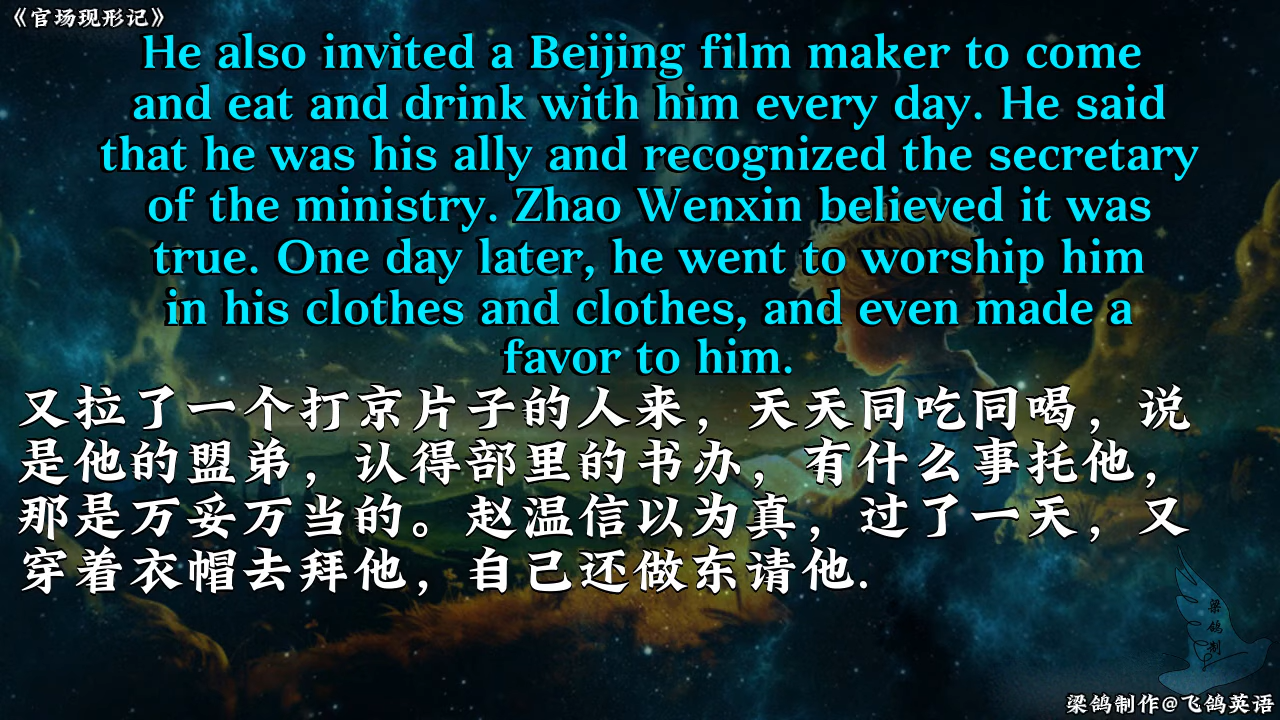 《官场现形记》
He also invited a Beijing film maker to come
and eat and drink with him every day. He said
that he was his ally and recognized the secretary
of the ministry. Zhao Wenxin believed it was
true. One day later, he went to worship him
in his clothes and clothes, and even made a
favor to him.
又拉了一个打京片子的人来，天天同吃同喝，说
是他的盟弟，认得部里的书办，有什么事托他，
那是万妥万当的。赵温信以为真，过了一天，又
穿着衣帽去拜他，自己还做东请他.
梁鸽制
梁鸽制作@飞鸽英语